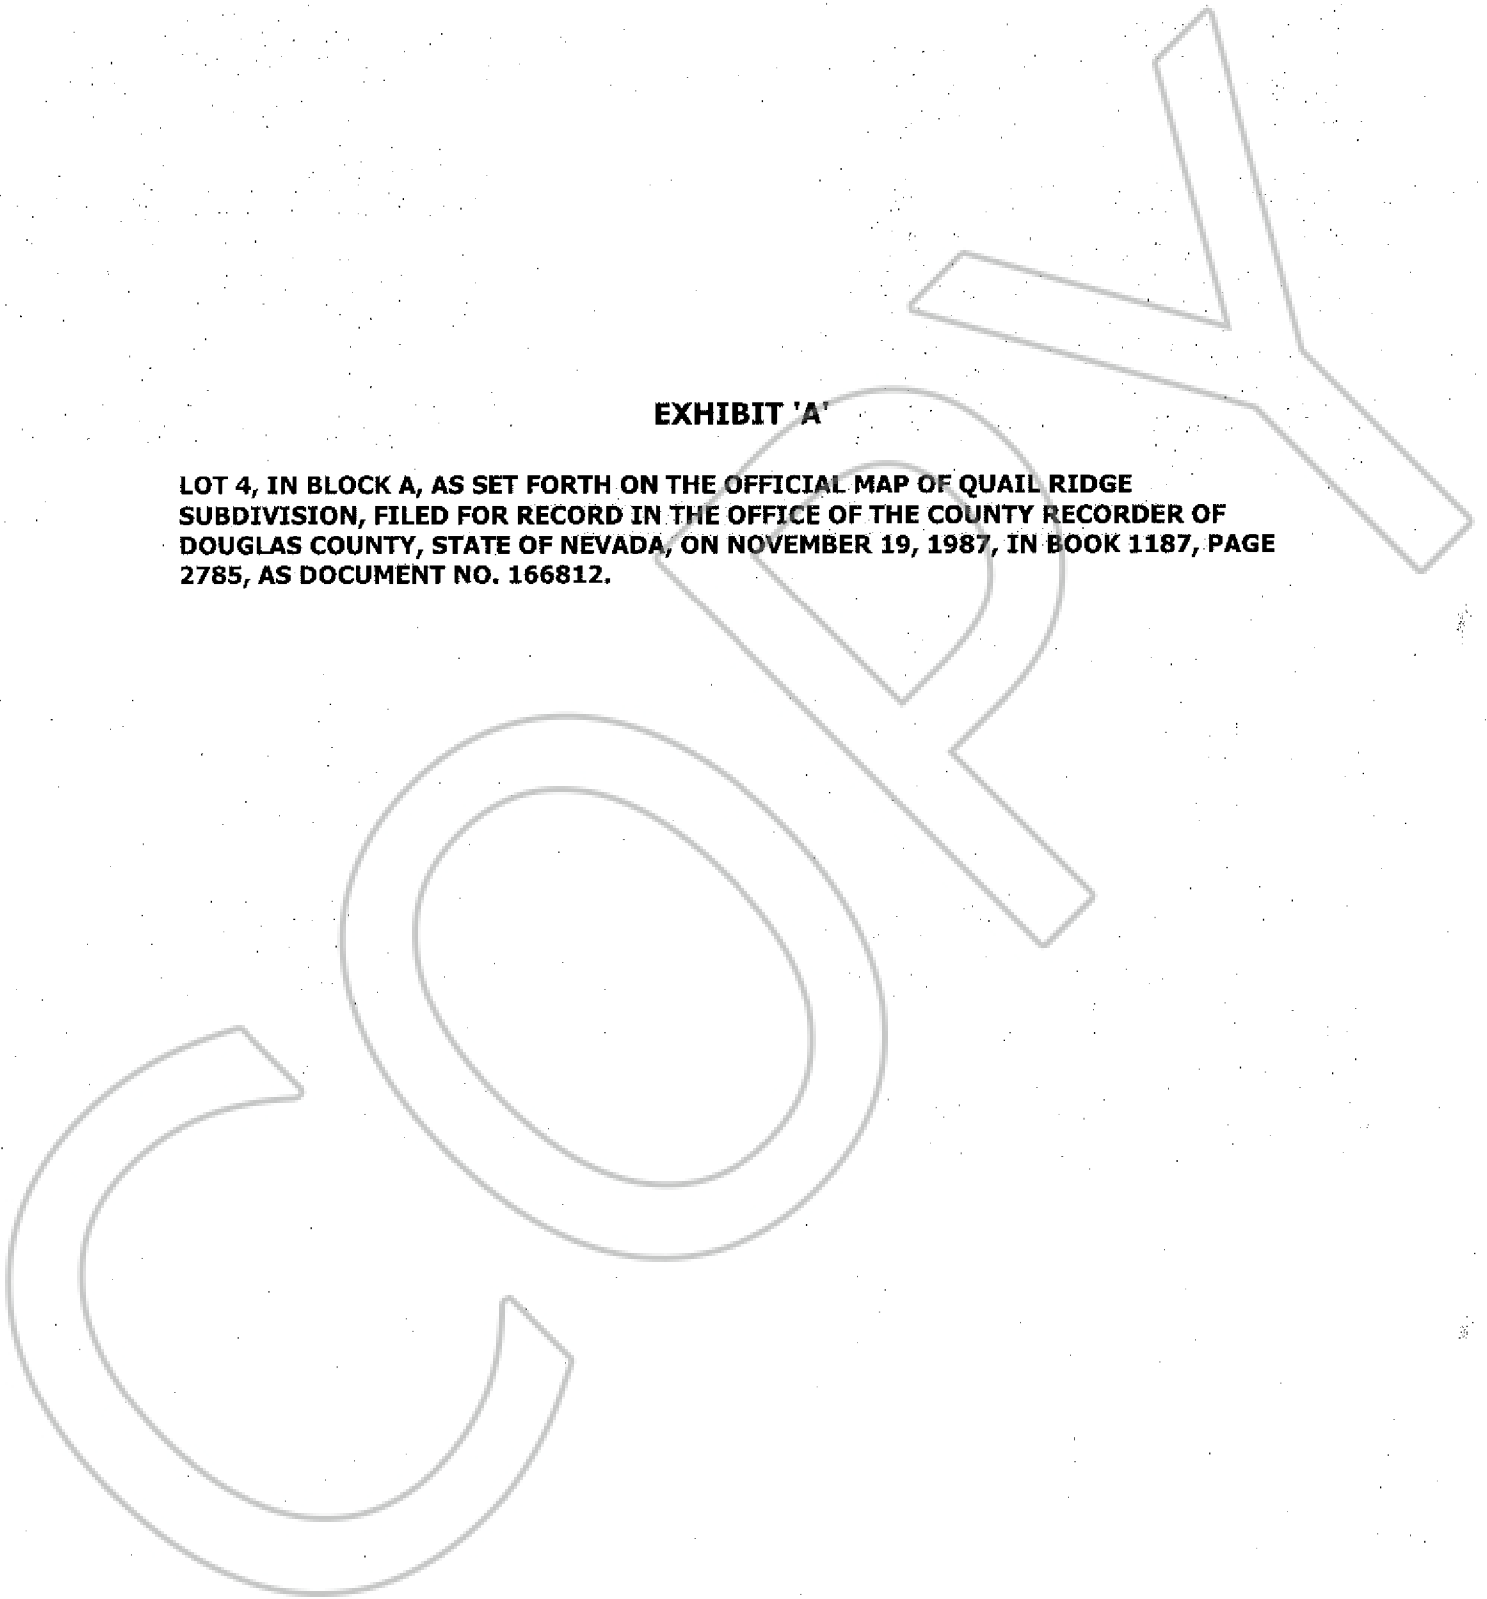 EXHIBIT 'A'
LOT 4, IN BLOCK A, AS SET FORTH ON THE OFFICIAL MAP OF QUAIL RIDGE
SUBDIVISION, FILED FOR RECORD IN THE OFFICE OF THE COUNTY RECORDER OF
DOUGLAS COUNTY, STATE OF NEVADA, ON NOVEMBER 19, 1987, IN BOOK 1187, PAGE
2785, AS DOCUMENT NO. 166812.
COPY